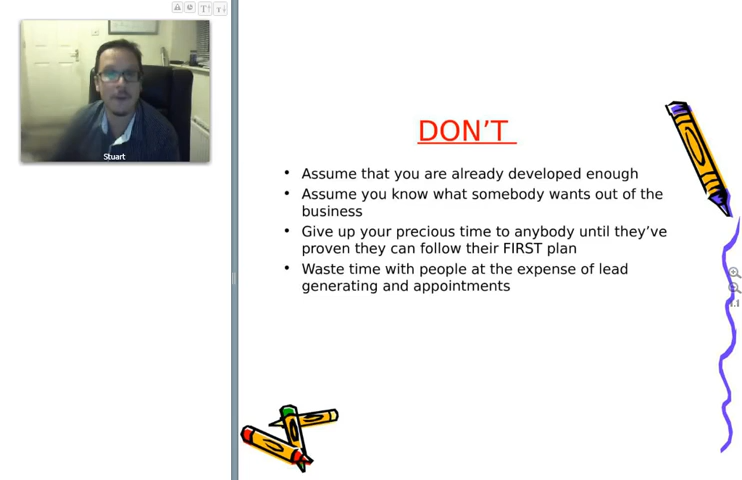 Stuart
DON’T
• Assume that you are already developed enough
• Assume you know what somebody wants out of the
business
• Give up your precious time to anybody until they’ve
proven they can follow their FIRST plan
• Waste time with people at the expense of lead
generating and appointments